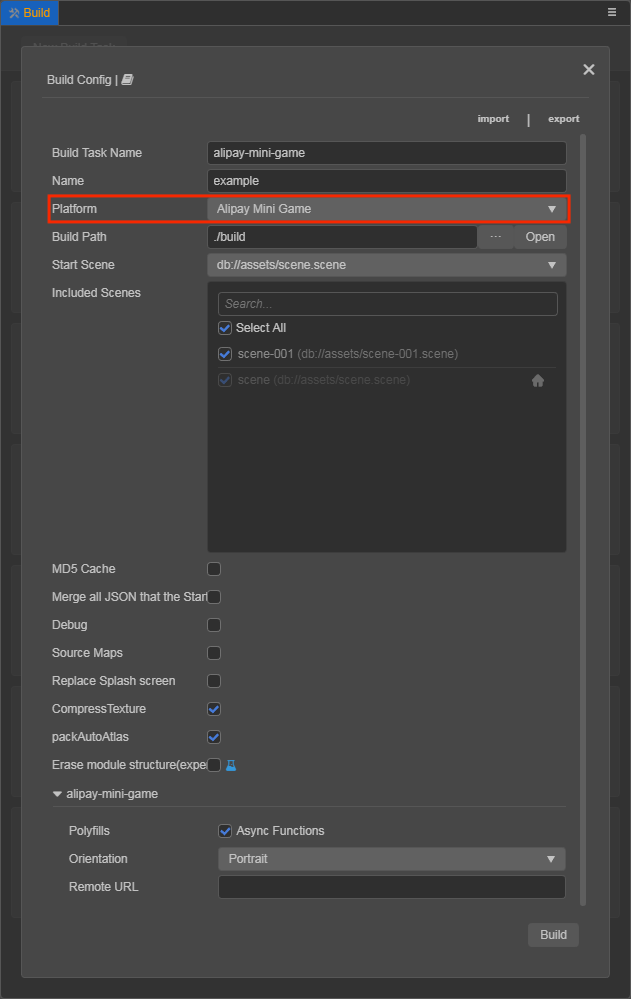 Build
New Build Task
Build Config |
import | export
Build Task Name alipay-mini-game
Name example
Platform Alipay Mini Game
Build Path ./build ... Open
Start Scene db://assets/scene.scene
Included Scenes
Search...
Select All
scene-001 (db://assets/scene-001.scene)
scene (db://assets/scene.scene)
MD5 Cache
Merge all JSON that the Start
Debug
Source Maps
Replace Splash screen
CompressTexture
packAutoAtlas
Erase module structure(expe
alipay-mini-game
Polyfills Async Functions
Orientation Portrait
Remote URL
Build